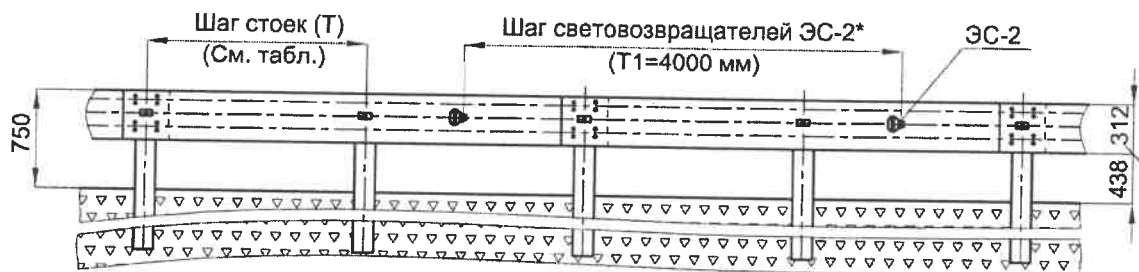 Шаг стоек (Т)
(См. табл.)
Шаг световозвращателей ЭС-2*
(Т1=4000 мм)
ЭС-2
750
312
438